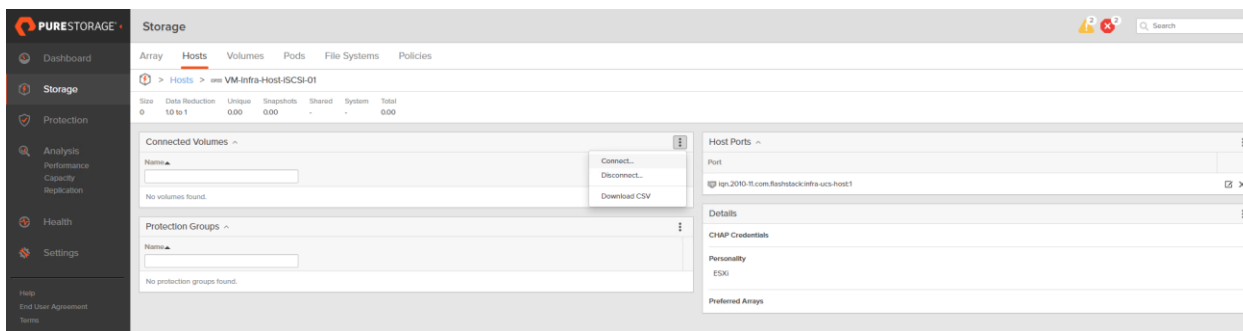 PURESTORAGE®
Storage
2
2
Search
Dashboard
Storage
Protection
Analysis
Performance
Capacity
Replication
Health
Settings
Help
End User Agreement
Terms
Array Hosts Volumes Pods File Systems Policies
> Hosts > VM-Infra-Host-iSCSI-01
Size Data Reduction Unique Snapshots Shared System Total
0 1.0 to 1 0.00 0.00 - - 0.00
Connected Volumes
Name
No volumes found.
Connect...
Disconnect...
Download CSV
Protection Groups
Name
No protection groups found.
Host Ports
Port
iqn.2010-11.com.flashstack:infra-ucs-host:1
Details
CHAP Credentials
Personality
ESXi
Preferred Arrays